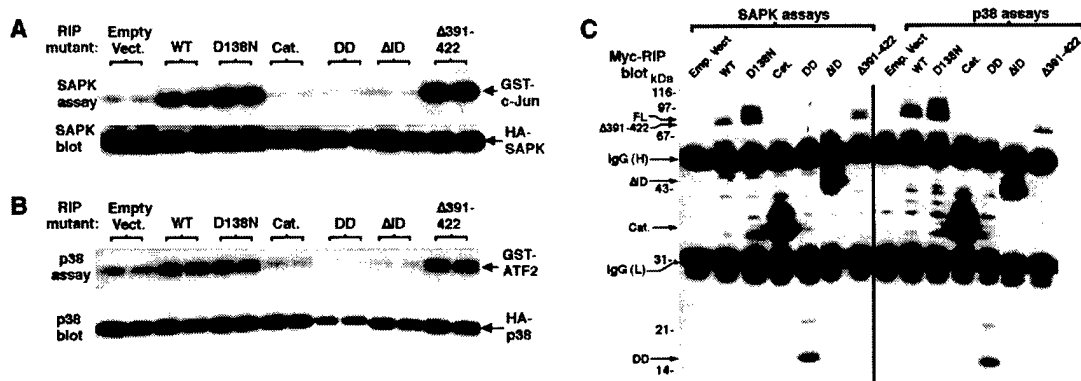 A
RIP mutant:
Empty Vect.
WT
D138N
Cat.
DD
ΔID
Δ391-422
SAPK assay
GST-c-Jun
SAPK blot
HA-SAPK
B
RIP mutant:
Empty Vect.
WT
D138N
Cat.
DD
ΔID
Δ391-422
p38 assay
GST-ATF2
p38 blot
HA-p38
C
SAPK assays
p38 assays
Myc-RIP blot
kDa
Emp. Vect
WT
D138N
Cat.
DD
ΔID
Δ391-422
Emp. Vect
WT
D138N
Cat.
DD
ΔID
Δ391-422
116-
97-
FL
Δ391-422
67-
IgG (H)
ΔID
43-
Cat.
31-
IgG (L)
21-
DD
14-